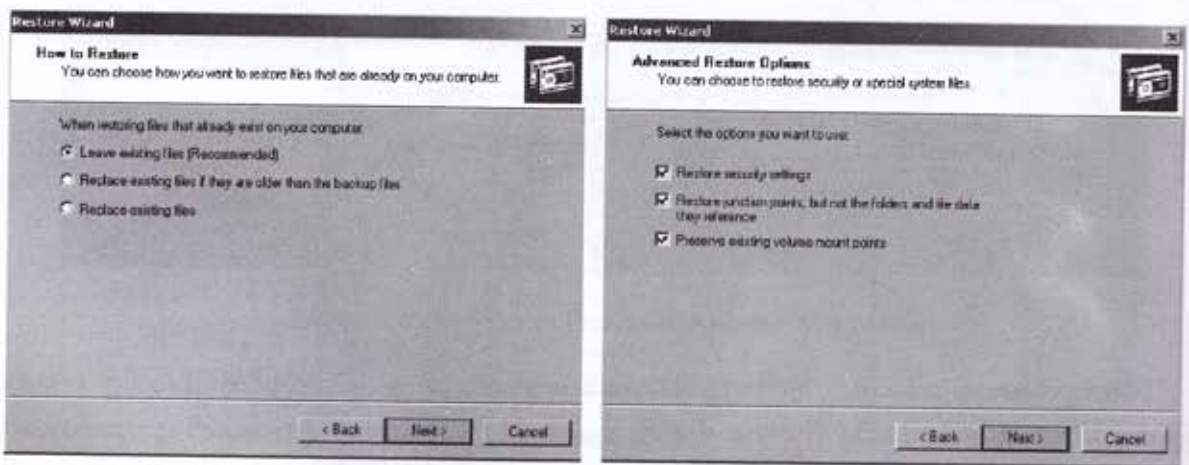 Restore Wizard
How to Restore
You can choose how you want to restore files that are already on your computer.
When restoring files that already exist on your computer:
Leave existing files (Recommended)
Replace existing files if they are older than the backup files
Replace existing files
< Back
Next >
Cancel
Restore Wizard
Advanced Restore Options
You can choose to restore security or special system files.
Select the options you want to use:
Restore security settings
Restore junction points, but not the folders and file data
they reference
Preserve existing volume mount points
< Back
Next >
Cancel